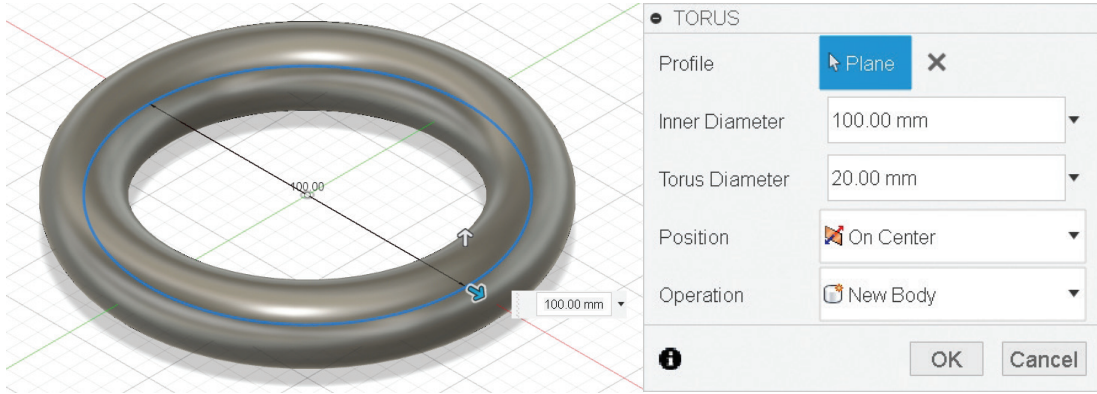 100.00
100.00 mm
TORUS
Profile
Plane
Inner Diameter
100.00 mm
Torus Diameter
20.00 mm
Position
On Center
Operation
New Body
OK
Cancel